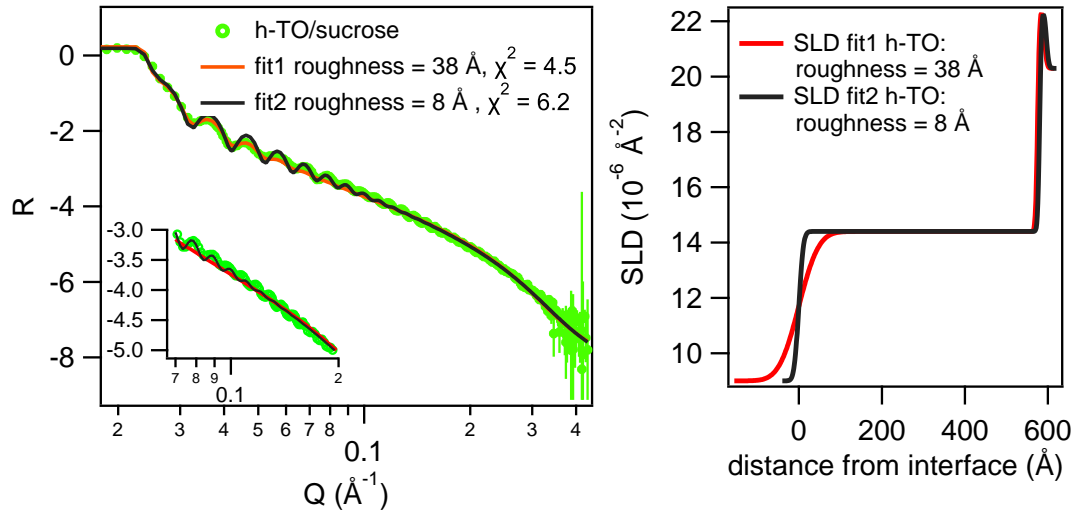 h-TO/sucrose
fit1 roughness = 38 Å, χ² = 4.5
fit2 roughness = 8 Å , χ² = 6.2
R
0
-2
-4
-6
-8
-3.0
-3.5
-4.0
-4.5
-5.0
7 8 9 2
0.1
2 3 4 5 6 7 8 2 3 4
0.1
Q (Å⁻¹)
SLD fit1 h-TO:
roughness = 38 Å
SLD fit2 h-TO:
roughness = 8 Å
SLD (10⁻⁶ Å⁻²)
22
20
18
16
14
12
10
0 200 400 600
distance from interface (Å)